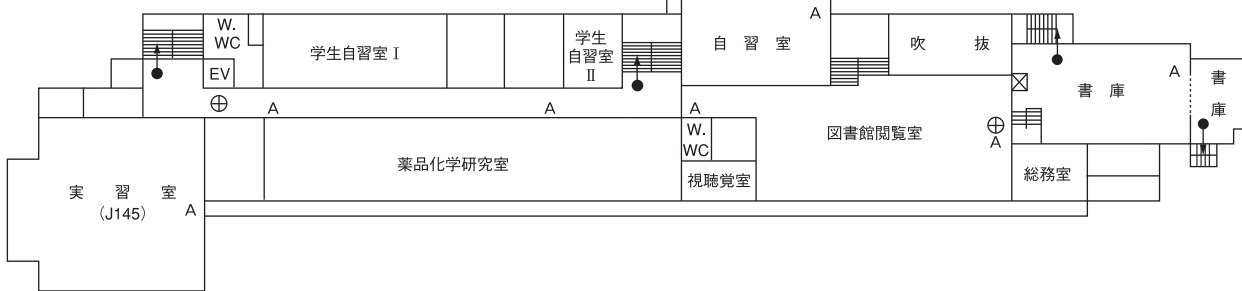 W.
WC
EV
学生自習室Ⅰ
学生
自習室
Ⅱ
自習室
A
吹抜
A
書庫
書
庫
A
A
A
図書館閲覧室
A
W.
WC
視聴覚室
薬品化学研究室
総務室
実習室
(J145)
A